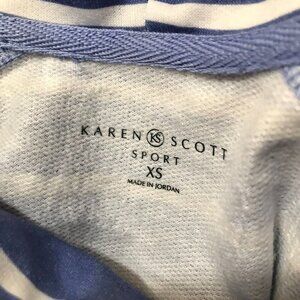 KAREN KS SCOTT
SPORT
XS
MADE IN JORDAN